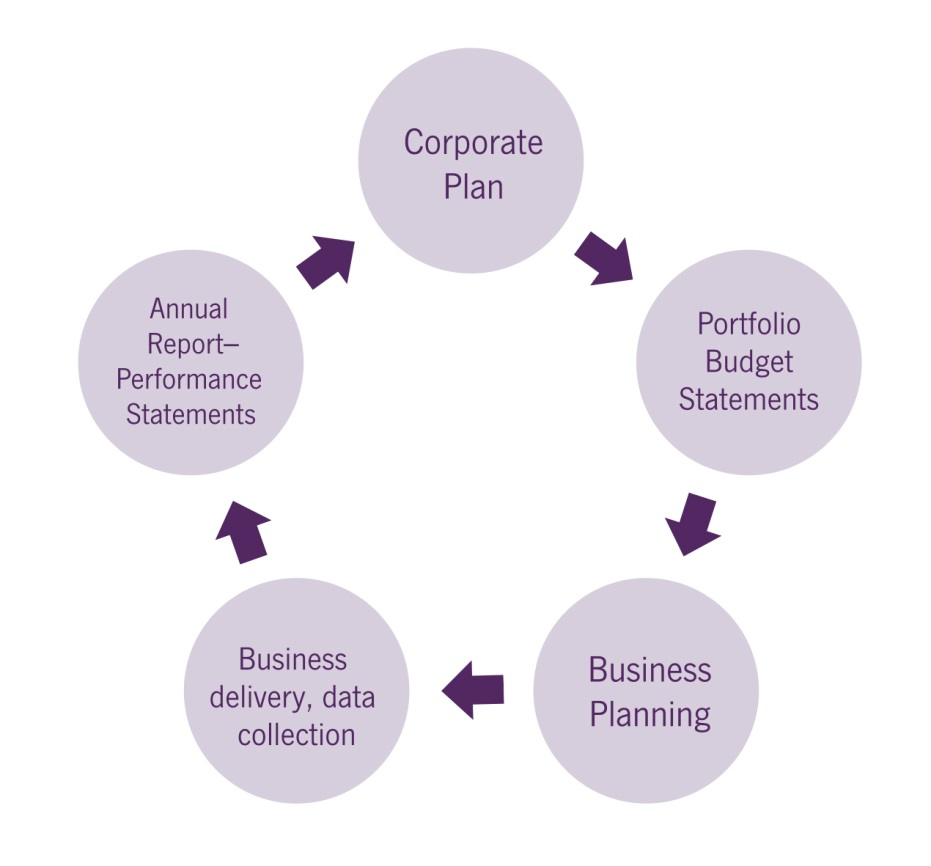 Corporate
Plan
Portfolio
Budget
Statements
Business
Planning
Business
delivery, data
collection
Annual
Report–
Performance
Statements